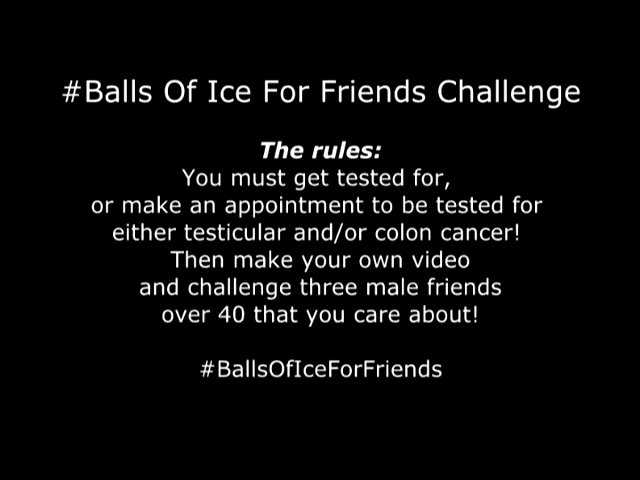 #Balls Of Ice For Friends Challenge
The rules:
You must get tested for,
or make an appointment to be tested for
either testicular and/or colon cancer!
Then make your own video
and challenge three male friends
over 40 that you care about!
#BallsOfIceForFriends